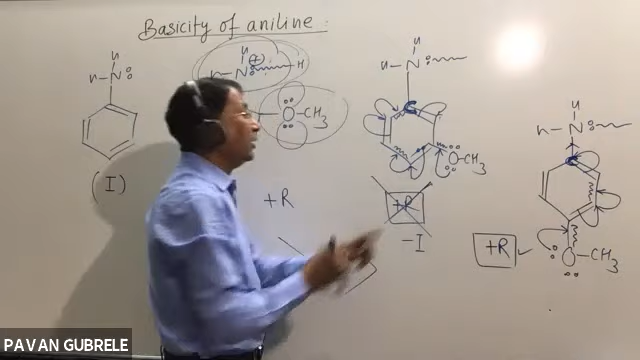 Basicity of aniline :
H
H-N
(I)
H
H-N-H
O-CH3
+R
H
H-N
O-CH3
+R
-I
H
H-N
+R
O-CH3
PAVAN GUBRELE